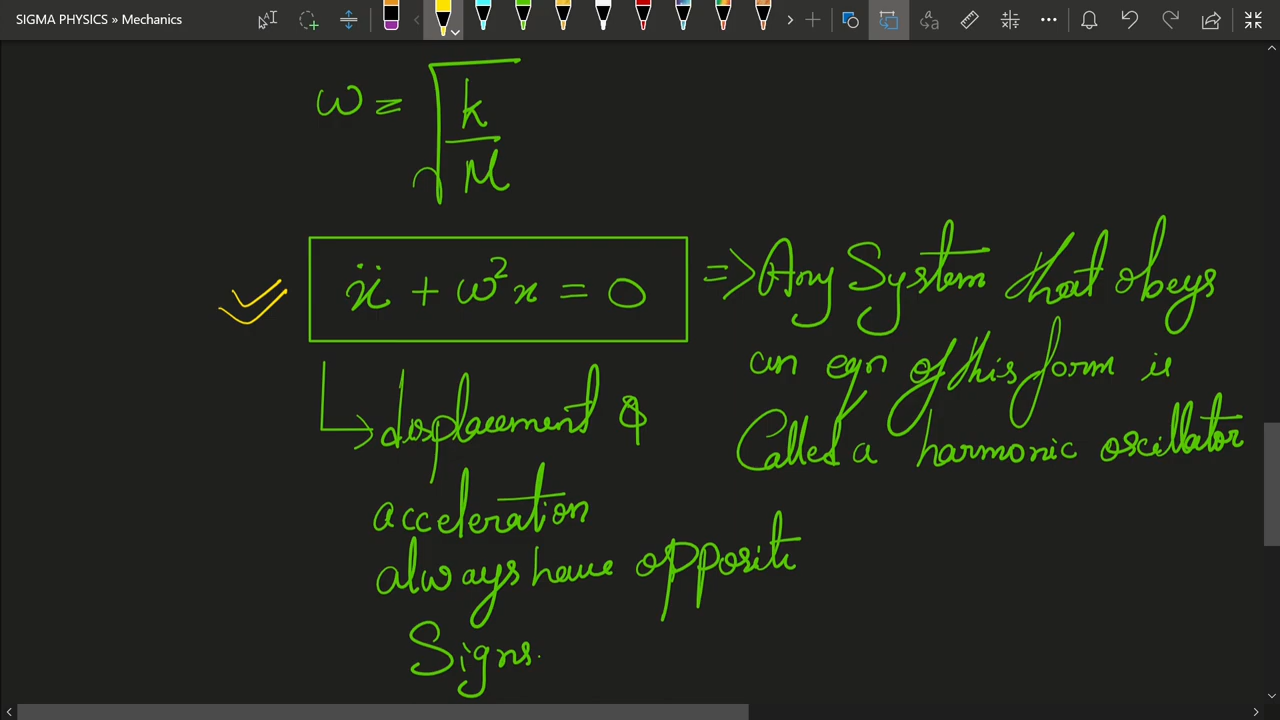 SIGMA PHYSICS » Mechanics
ω = √(k/M)
ẍ + ω²x = 0
=> Any System that obeys
an eqn of this form is
Called a harmonic oscillator
displacement &
acceleration
always have opposite
Signs.